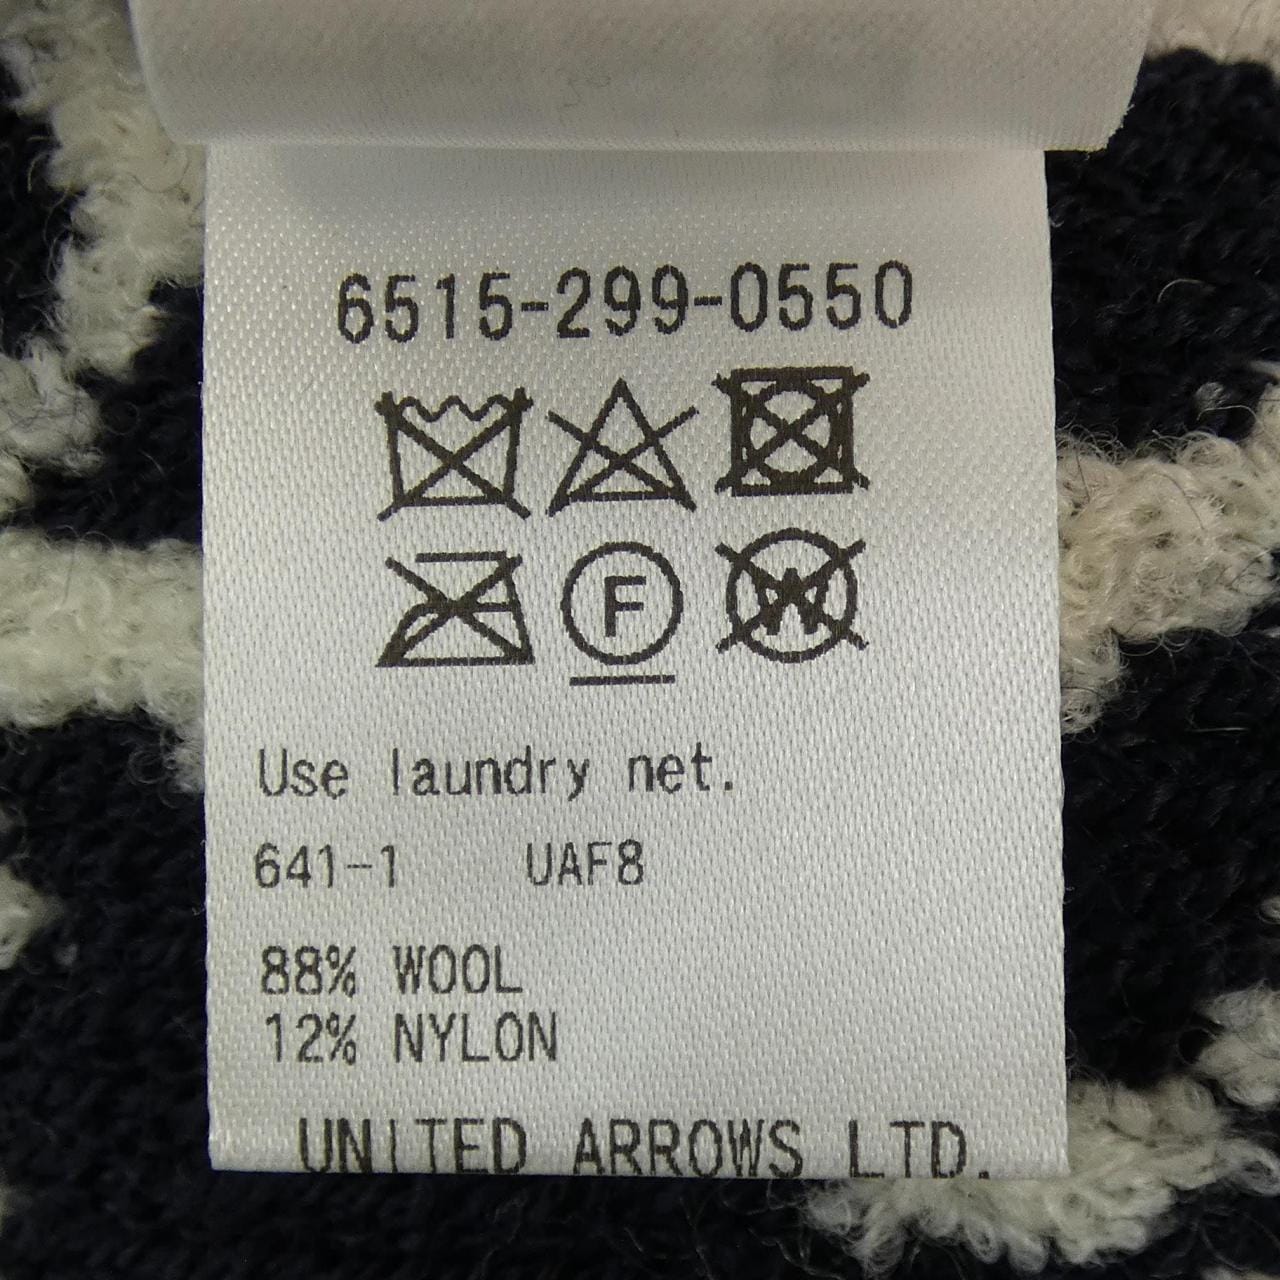 6515-299-0550
F W
Use laundry net.
641-1 UAF8
88% WOOL
12% NYLON
UNITED ARROWS LTD.